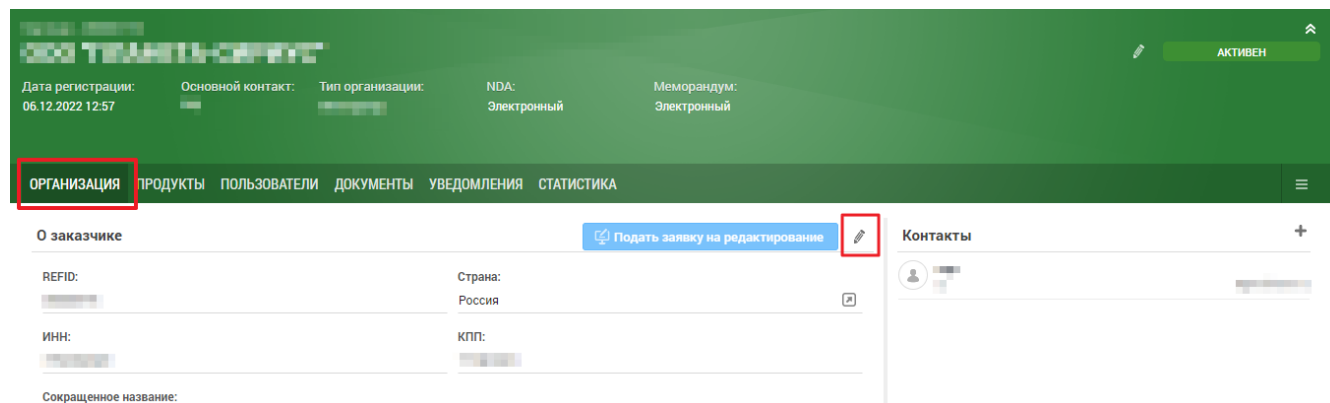 АКТИВЕН
Дата регистрации: Основной контакт: Тип организации: NDA: Меморандум:
06.12.2022 12:57 Электронный Электронный
ОРГАНИЗАЦИЯ ПРОДУКТЫ ПОЛЬЗОВАТЕЛИ ДОКУМЕНТЫ УВЕДОМЛЕНИЯ СТАТИСТИКА
О заказчике Подать заявку на редактирование Контакты
REFID: Страна:
Россия
ИНН: КПП:
Сокращенное название: